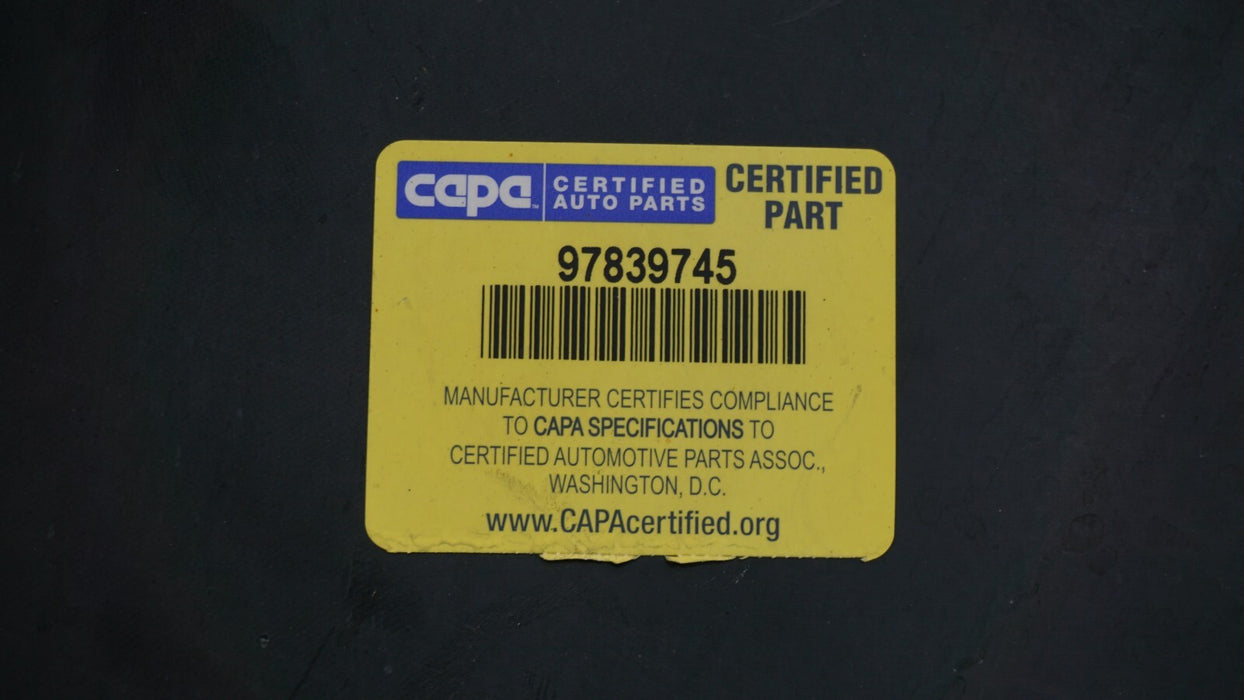 capa™ CERTIFIED AUTO PARTS
CERTIFIED PART
97839745
MANUFACTURER CERTIFIES COMPLIANCE
TO CAPA SPECIFICATIONS TO
CERTIFIED AUTOMOTIVE PARTS ASSOC.,
WASHINGTON, D.C.
www.CAPAcertified.org